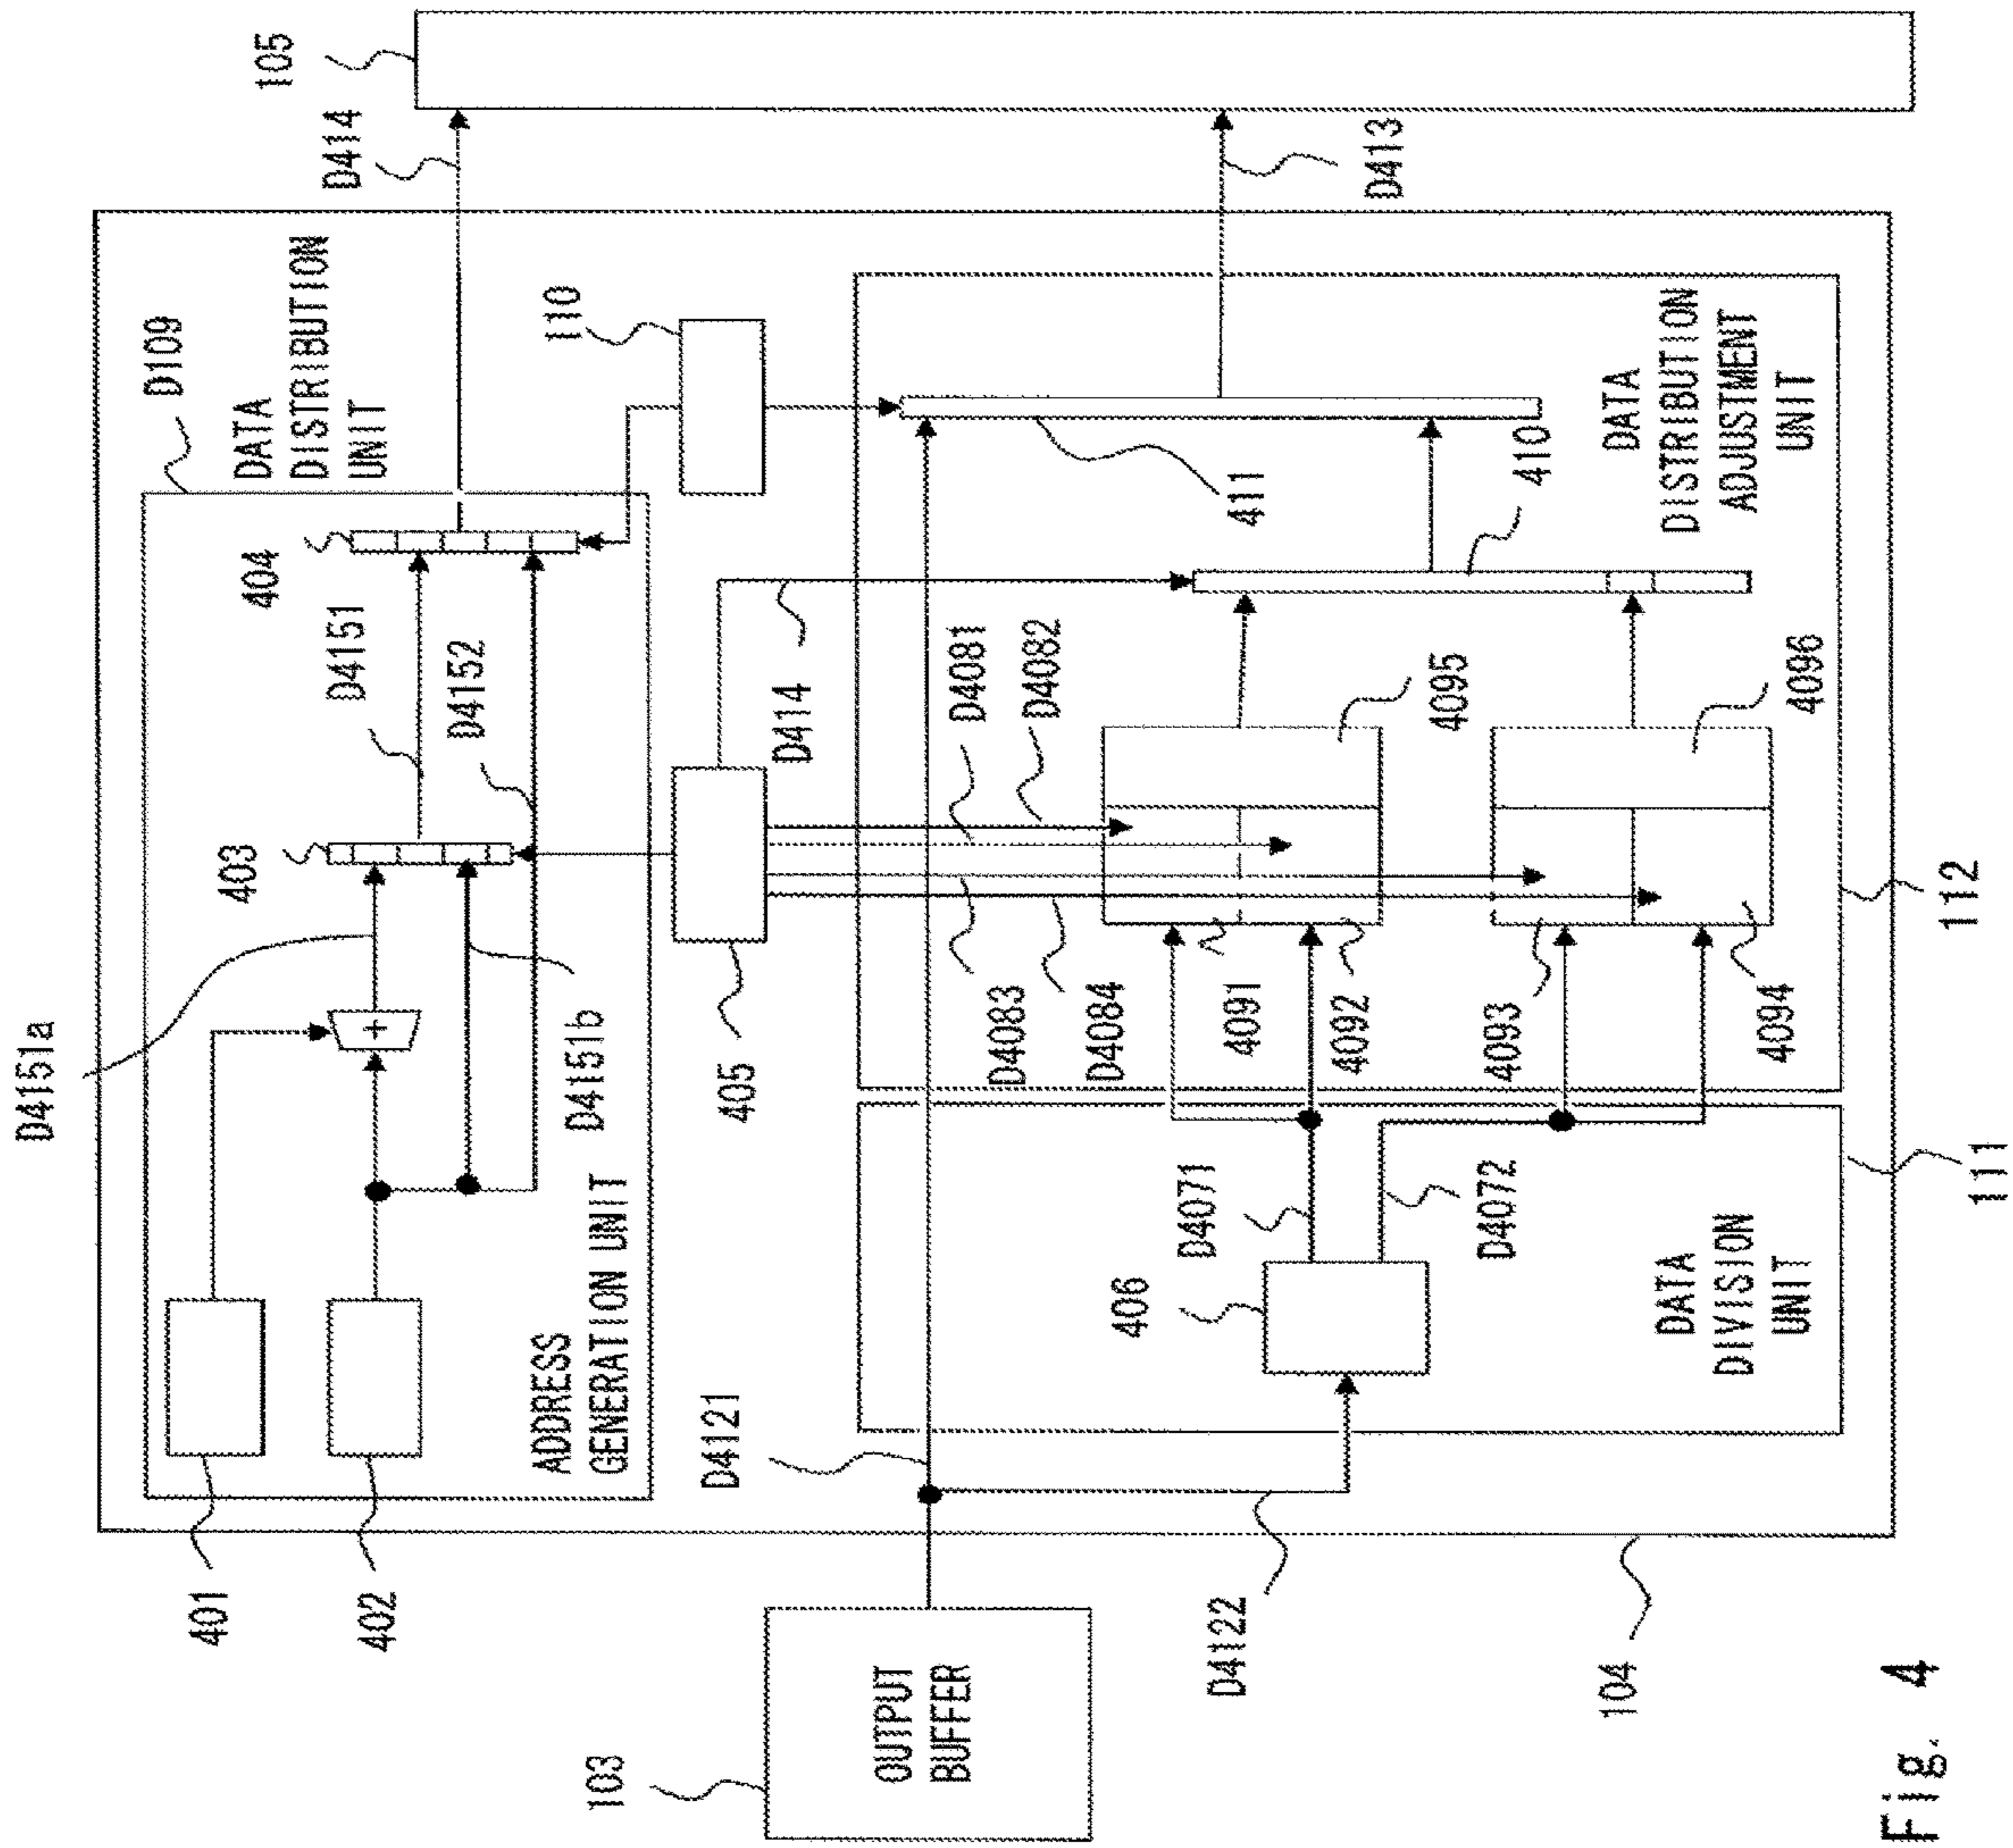 105
D414
D413
D109
DATA
DISTRIBUTION
UNIT
110
404
D4151
D4152
403
D4151a
D4151b
401
402
ADDRESS
GENERATION UNIT
405
D414
D4081
D4082
D4083
D4084
411
410
4095
4096
4091
4092
4093
4094
DATA
DISTRIBUTION
ADJUSTMENT
UNIT
112
D4121
D4122
406
D4071
D4072
DATA
DIVISION
UNIT
111
103
OUTPUT
BUFFER
104
Fig. 4